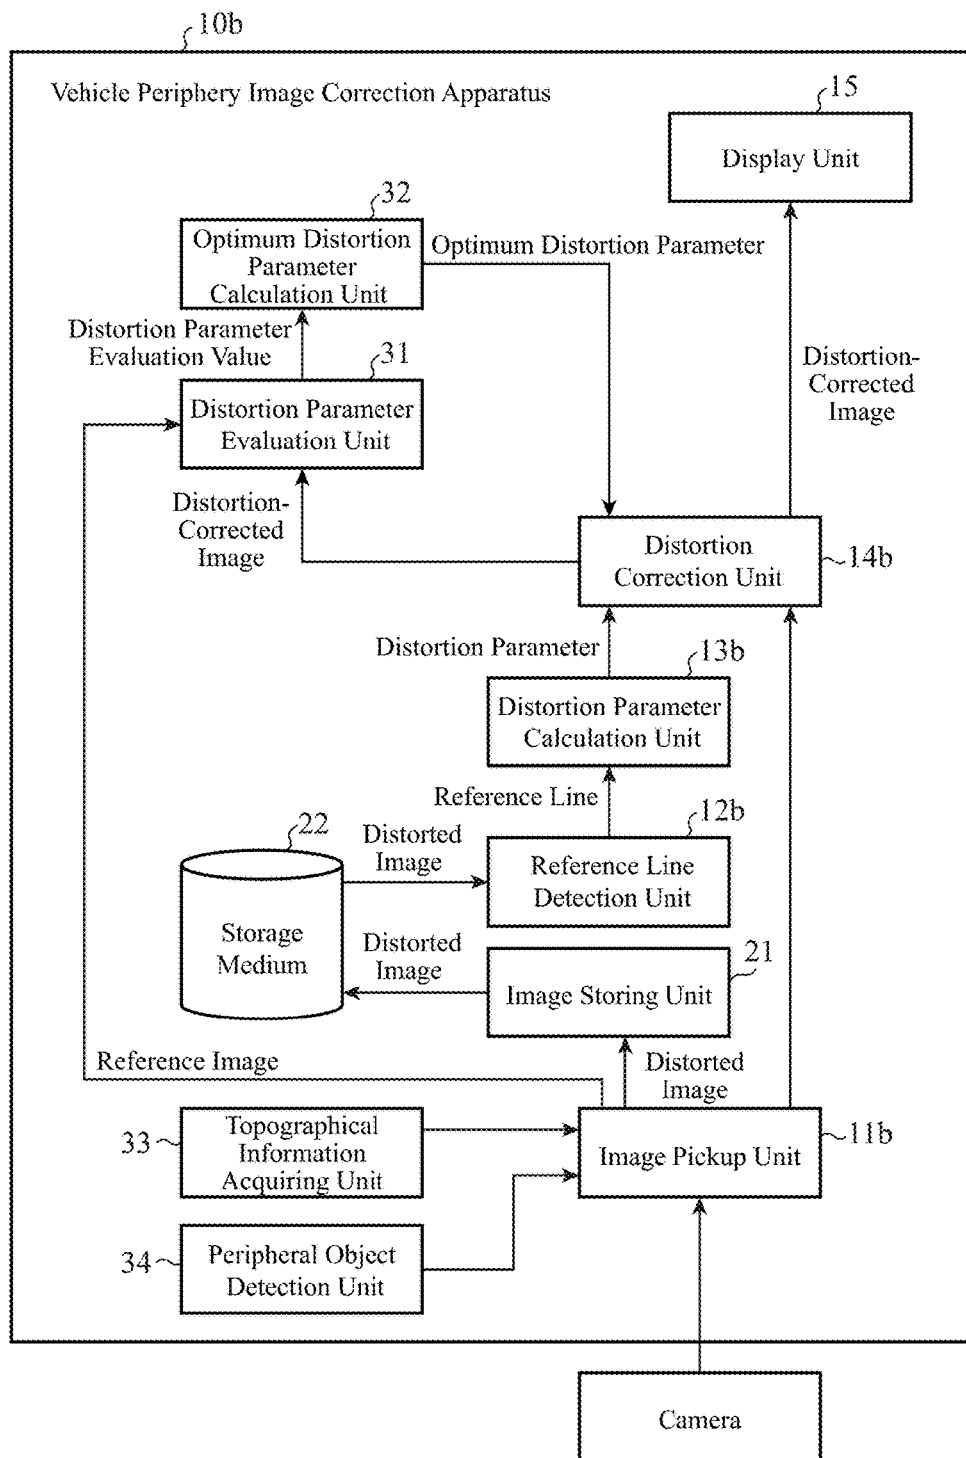 10b
Vehicle Periphery Image Correction Apparatus
15
Display Unit
32
Optimum Distortion
Parameter
Calculation Unit
Optimum Distortion Parameter
Distortion Parameter
Evaluation Value
31
Distortion-
Corrected
Image
Distortion Parameter
Evaluation Unit
Distortion-
Corrected
Image
Distortion
Correction Unit
14b
Distortion Parameter
13b
Distortion Parameter
Calculation Unit
Reference Line
12b
22
Distorted
Image
Reference Line
Detection Unit
Storage
Medium
Distorted
Image
21
Image Storing Unit
Reference Image
Distorted
Image
33
Topographical
Information
Acquiring Unit
Image Pickup Unit
11b
34
Peripheral Object
Detection Unit
Camera